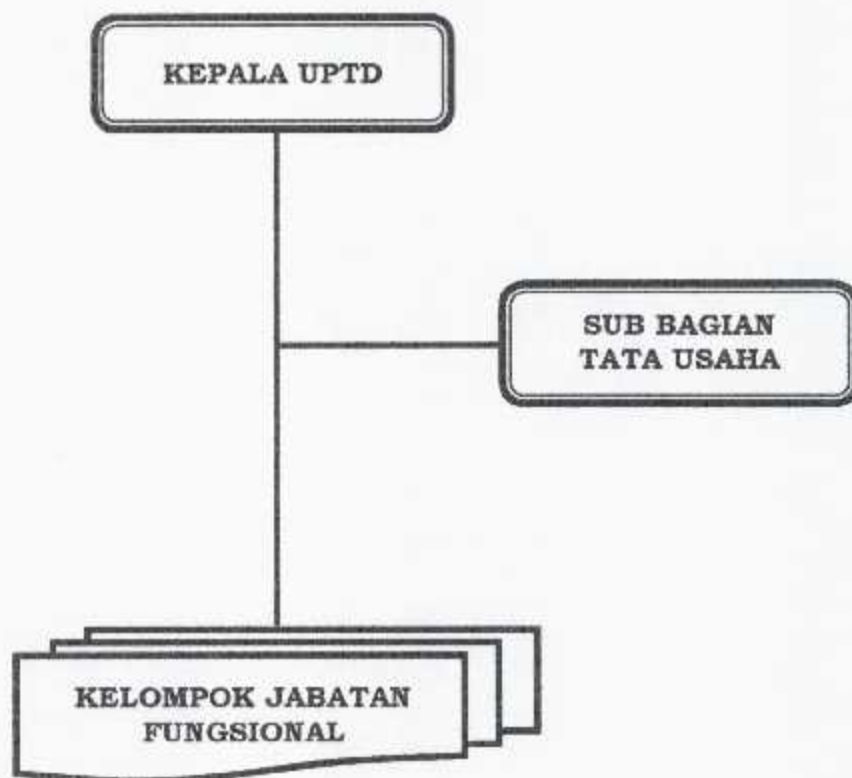 KEPALA UPTD
SUB BAGIAN
TATA USAHA
KELOMPOK JABATAN
FUNGSIONAL